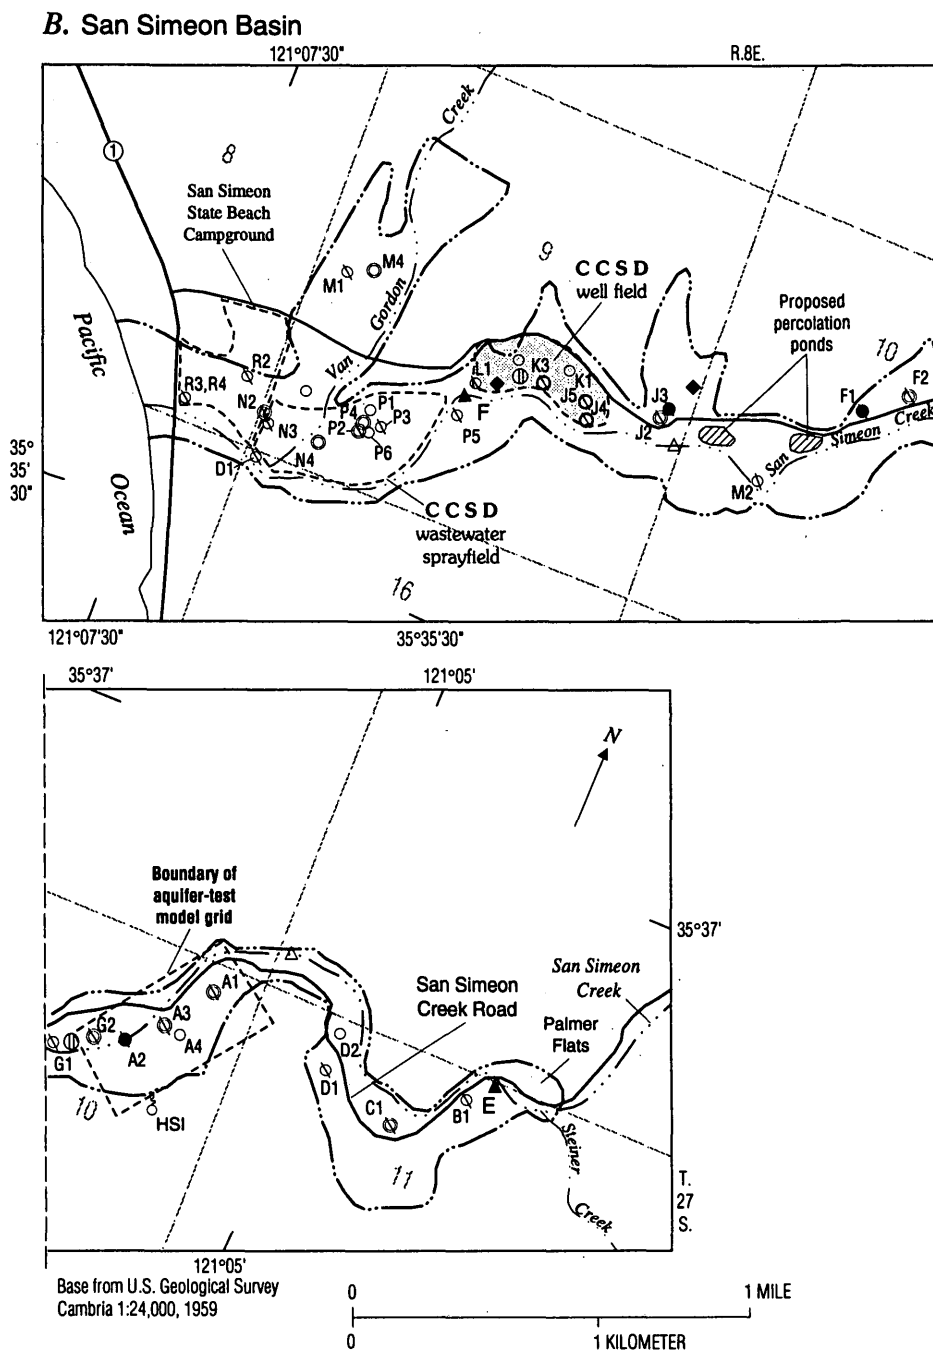 B. San Simeon Basin
121°07'30"
R.8E.
Creek
1
8
San Simeon
State Beach
Campground
M1
M4
Gordon
Van
9
CCSD
well field
Proposed
percolation
ponds
10
Pacific
Ocean
R3,R4
R2
N2
N3
N4
D1
P4
P1
P3
P2
P6
P5
L1
F
K3
K1
J5
J4
J3
J2
F1
F2
San
Simeon
Creek
M2
35°
35'
30"
CCSD
wastewater
sprayfield
16
121°07'30"
35°35'30"
35°37'
121°05'
N
Boundary of
aquifer-test
model grid
35°37'
San Simeon
Creek
San Simeon
Creek Road
Palmer
Flats
A1
A3
A4
A2
G2
G1
10
HSI
D2
D1
C1
B1
E
11
Steiner
Creek
T.
27
S.
121°05'
Base from U.S. Geological Survey
Cambria 1:24,000, 1959
0
1 MILE
0
1 KILOMETER